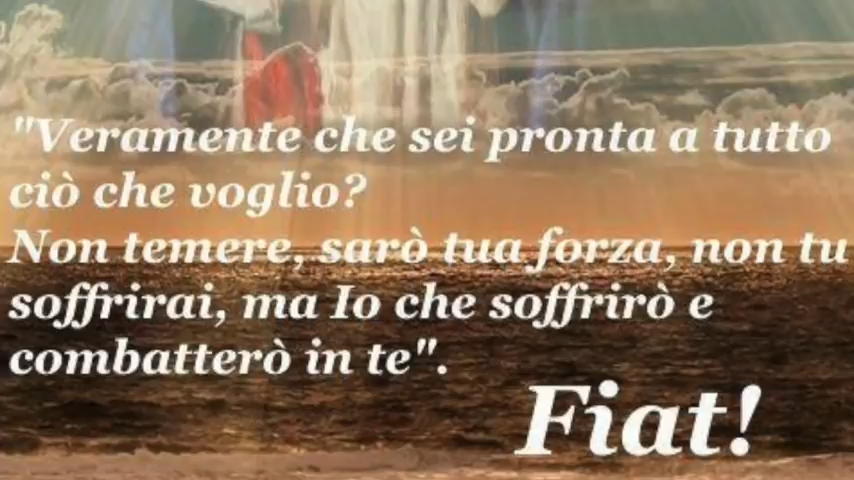 "Veramente che sei pronta a tutto
ciò che voglio?
Non temere, sarò tua forza, non tu
soffrirai, ma Io che soffrirò e
combatterò in te".
Fiat!